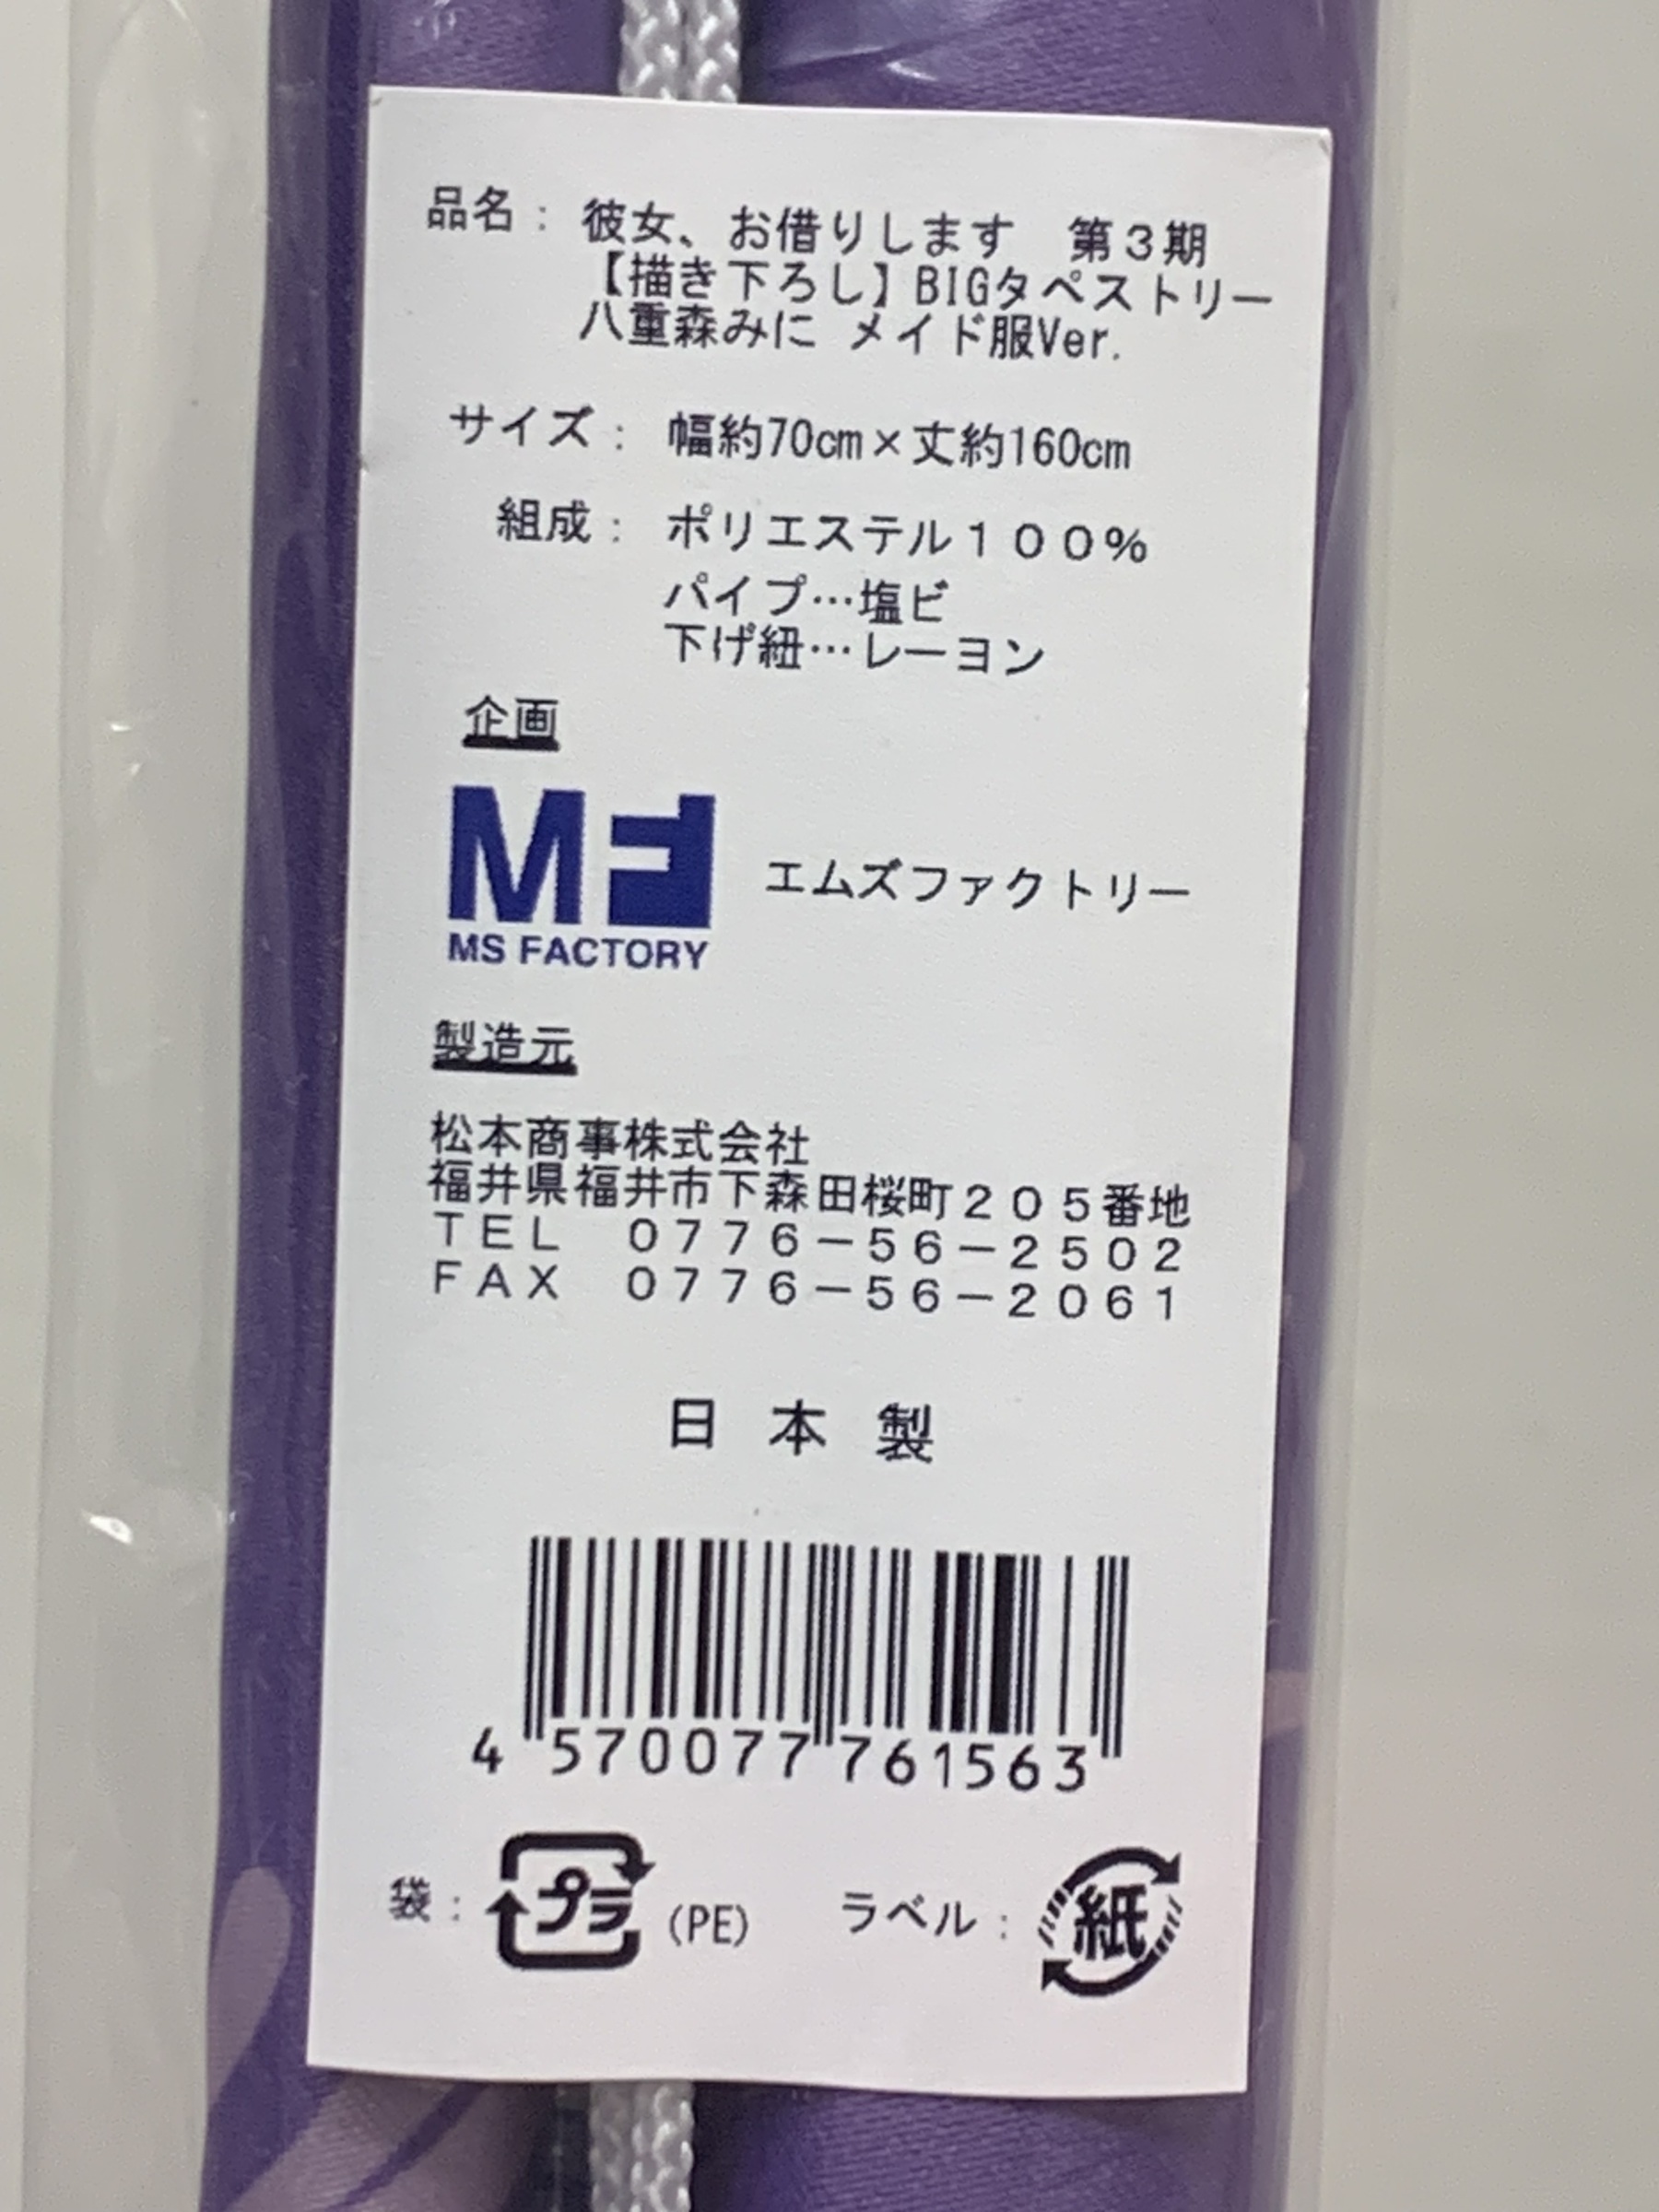 品名： 彼女、お借りします　第３期
【描き下ろし】BIGタペストリー
八重森みに メイド服Ver.
サイズ： 幅約70cm×丈約160cm
組成： ポリエステル１００％
パイプ…塩ビ
下げ紐…レーヨン
企画
MF
MS FACTORY
エムズファクトリー
製造元
松本商事株式会社
福井県福井市下森田桜町２０５番地
ＴＥＬ　０７７６－５６－２５０２
ＦＡＸ　０７７６－５６－２０６１
日本製
4 570077 761563
袋： プラ (PE)　ラベル： 紙